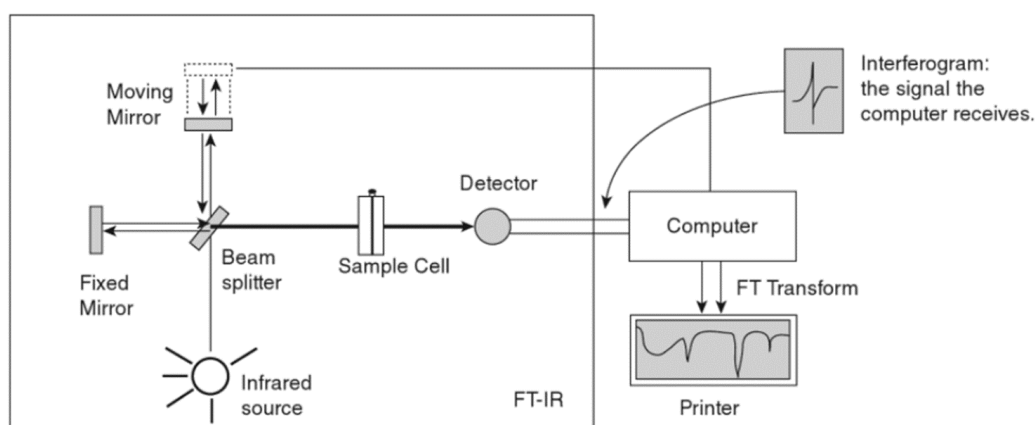 Moving
Mirror
Fixed
Mirror
Beam
splitter
Infrared
source
Sample Cell
Detector
FT-IR
Interferogram:
the signal the
computer receives.
Computer
FT Transform
Printer